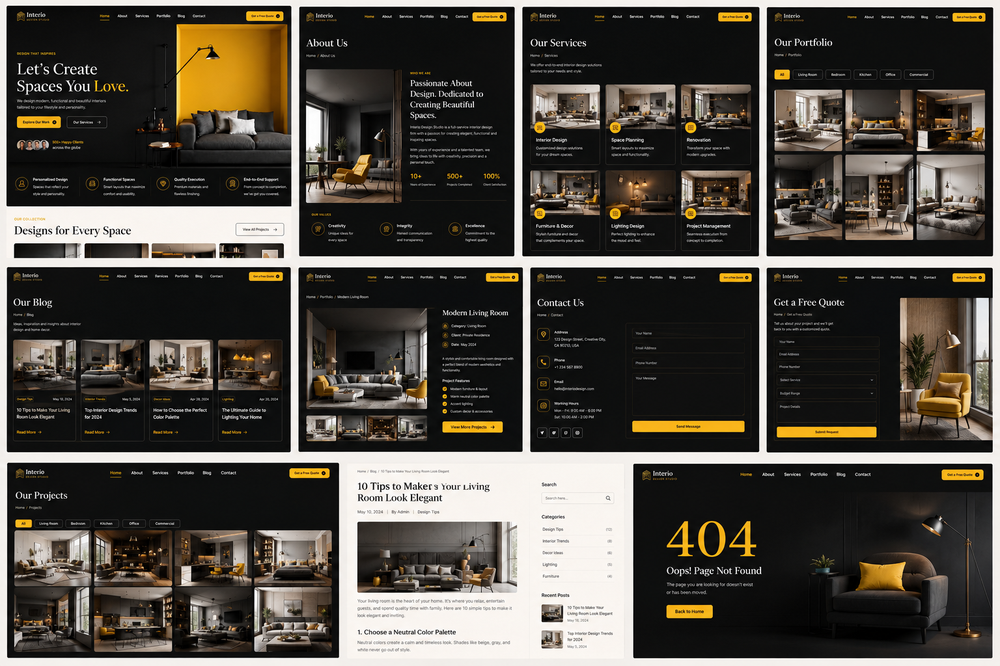 Interio
DESIGN STUDIO
Home About Services Portfolio Blog Contact
Get a Free Quote
DESIGN THAT INSPIRES
Let's Create
Spaces You Love.
We design modern, functional and beautiful interiors
tailored to your lifestyle and personality.
Explore Our Work
Our Services →
500+ Happy Clients
across the globe
Personalized Design
Spaces that reflect your
style and personality.
Functional Spaces
Smart layouts that maximize
comfort and usability.
Quality Execution
Premium materials and
flawless finishing.
End-to-End Support
From concept to completion,
we've got you covered.
OUR COLLECTION
Designs for Every Space
View All Projects →
Interio
DESIGN STUDIO
Home About Services Portfolio Blog Contact
Get a Free Quote
About Us
Home / About Us
WHO WE ARE
Passionate About
Design. Dedicated to
Creating Beautiful
Spaces.
Interio Design Studio is a full-service interior design
firm with a passion for creating elegant, functional and
inspiring spaces.
With years of experience and a talented team, we
bring ideas to life with creativity, precision and a
personal touch.
10+
Years of Experience
500+
Projects Completed
100%
Client Satisfaction
OUR VALUES
Creativity
Unique ideas for
every space
Integrity
Honest communication
and transparency
Excellence
Commitment to the
highest quality
Interio
DESIGN STUDIO
Home About Services Portfolio Blog Contact
Get a Free Quote
Our Services
Home / Services
We offer end-to-end interior design solutions
tailored to your needs and style.
Interior Design
Customized design solutions
for your dream spaces.
Space Planning
Smart layouts to maximize
space and functionality.
Renovation
Transform your space with
modern upgrades.
Furniture & Decor
Stylish furniture and decor
that complements your space.
Lighting Design
Perfect lighting to enhance
the mood and feel.
Project Management
Seamless execution from
concept to completion.
Interio
DESIGN STUDIO
Home About Services Portfolio Blog Contact
Get a Free Quote
Our Portfolio
Home / Portfolio
All Living Room Bedroom Kitchen Office Commercial
Interio
DESIGN STUDIO
Home About Services Services Portfolio Blog Contact
Get a Free Quote
Our Blog
Home / Blog
Ideas, inspiration and insights about interior
design and home decor.
Design Tips May 10, 2024
10 Tips to Make Your Living
Room Look Elegant
Read More →
Interior Trends May 5, 2024
Top Interior Design Trends
for 2024
Read More →
Decor Ideas Apr 28, 2024
How to Choose the Perfect
Color Palette
Read More →
Lighting Apr 20, 2024
The Ultimate Guide to
Lighting Your Home
Read More →
Interio
DESIGN STUDIO
Home About Services Portfolio Blog Contact
Get a Free Quote
Home / Portfolio / Modern Living Room
Modern Living Room
Category: Living Room
Client: Private Residence
Date: May 2024
A stylish and comfortable living room designed with
a perfect blend of modern aesthetics and
functionality.
Project Features
Modern furniture & layout
Warm neutral color palette
Accent lighting
Custom decor & accessories
View More Projects →
Interio
DESIGN STUDIO
Home About Services Portfolio Blog Contact
Get a Free Quote
Contact Us
Home / Contact
Address
123 Design Street, Creative City,
CA 90210, USA
Phone
+1 234 567 8900
Email
hello@interiodesign.com
Working Hours
Mon - Fri: 9:00 AM - 6:00 PM
Sat: 10:00 AM - 2:00 PM
Your Name
Email Address
Phone Number
Your Message
Send Message
Interio
DESIGN STUDIO
Home About Services Portfolio Blog Contact
Get a Free Quote
Get a Free Quote
Home / Get a Free Quote
Tell us about your project and we'll get
back to you with a customized quote.
Your Name
Email Address
Phone Number
Select Service
Budget Range
Project Details
Submit Request
Interio
DESIGN STUDIO
Home About Services Portfolio Blog Contact
Get a Free Quote
Our Projects
Home / Projects
All Living Room Bedroom Kitchen Office Commercial
Home / Blog / 10 Tips to Make Your Living Room Look Elegant
10 Tips to Maker s Your Living
Room Look Elegant
May 10, 2024 | By Admin | Design Tips
Your living room is the heart of your home. It's where you relax, entertain
guests, and spend quality time with family. Here are 10 simple tips to make it
look elegant and inviting.
1. Choose a Neutral Color Palette
Neutral colors create a calm and timeless look. Shades like beige, gray, and
white never go out of style.
Search
Search here...
Categories
Design Tips (12)
Interior Trends (8)
Decor Ideas (6)
Lighting (5)
Furniture (4)
Recent Posts
10 Tips to Make Your
Living Room Look Elegant
May 10, 2024
Top Interior Design Trends
for 2024
May 5, 2024
Interio
DESIGN STUDIO
Home About Services Portfolio Blog Contact
Get a Free Quote
404
Oops! Page Not Found
The page you are looking for doesn't exist
or has been moved.
Back to Home